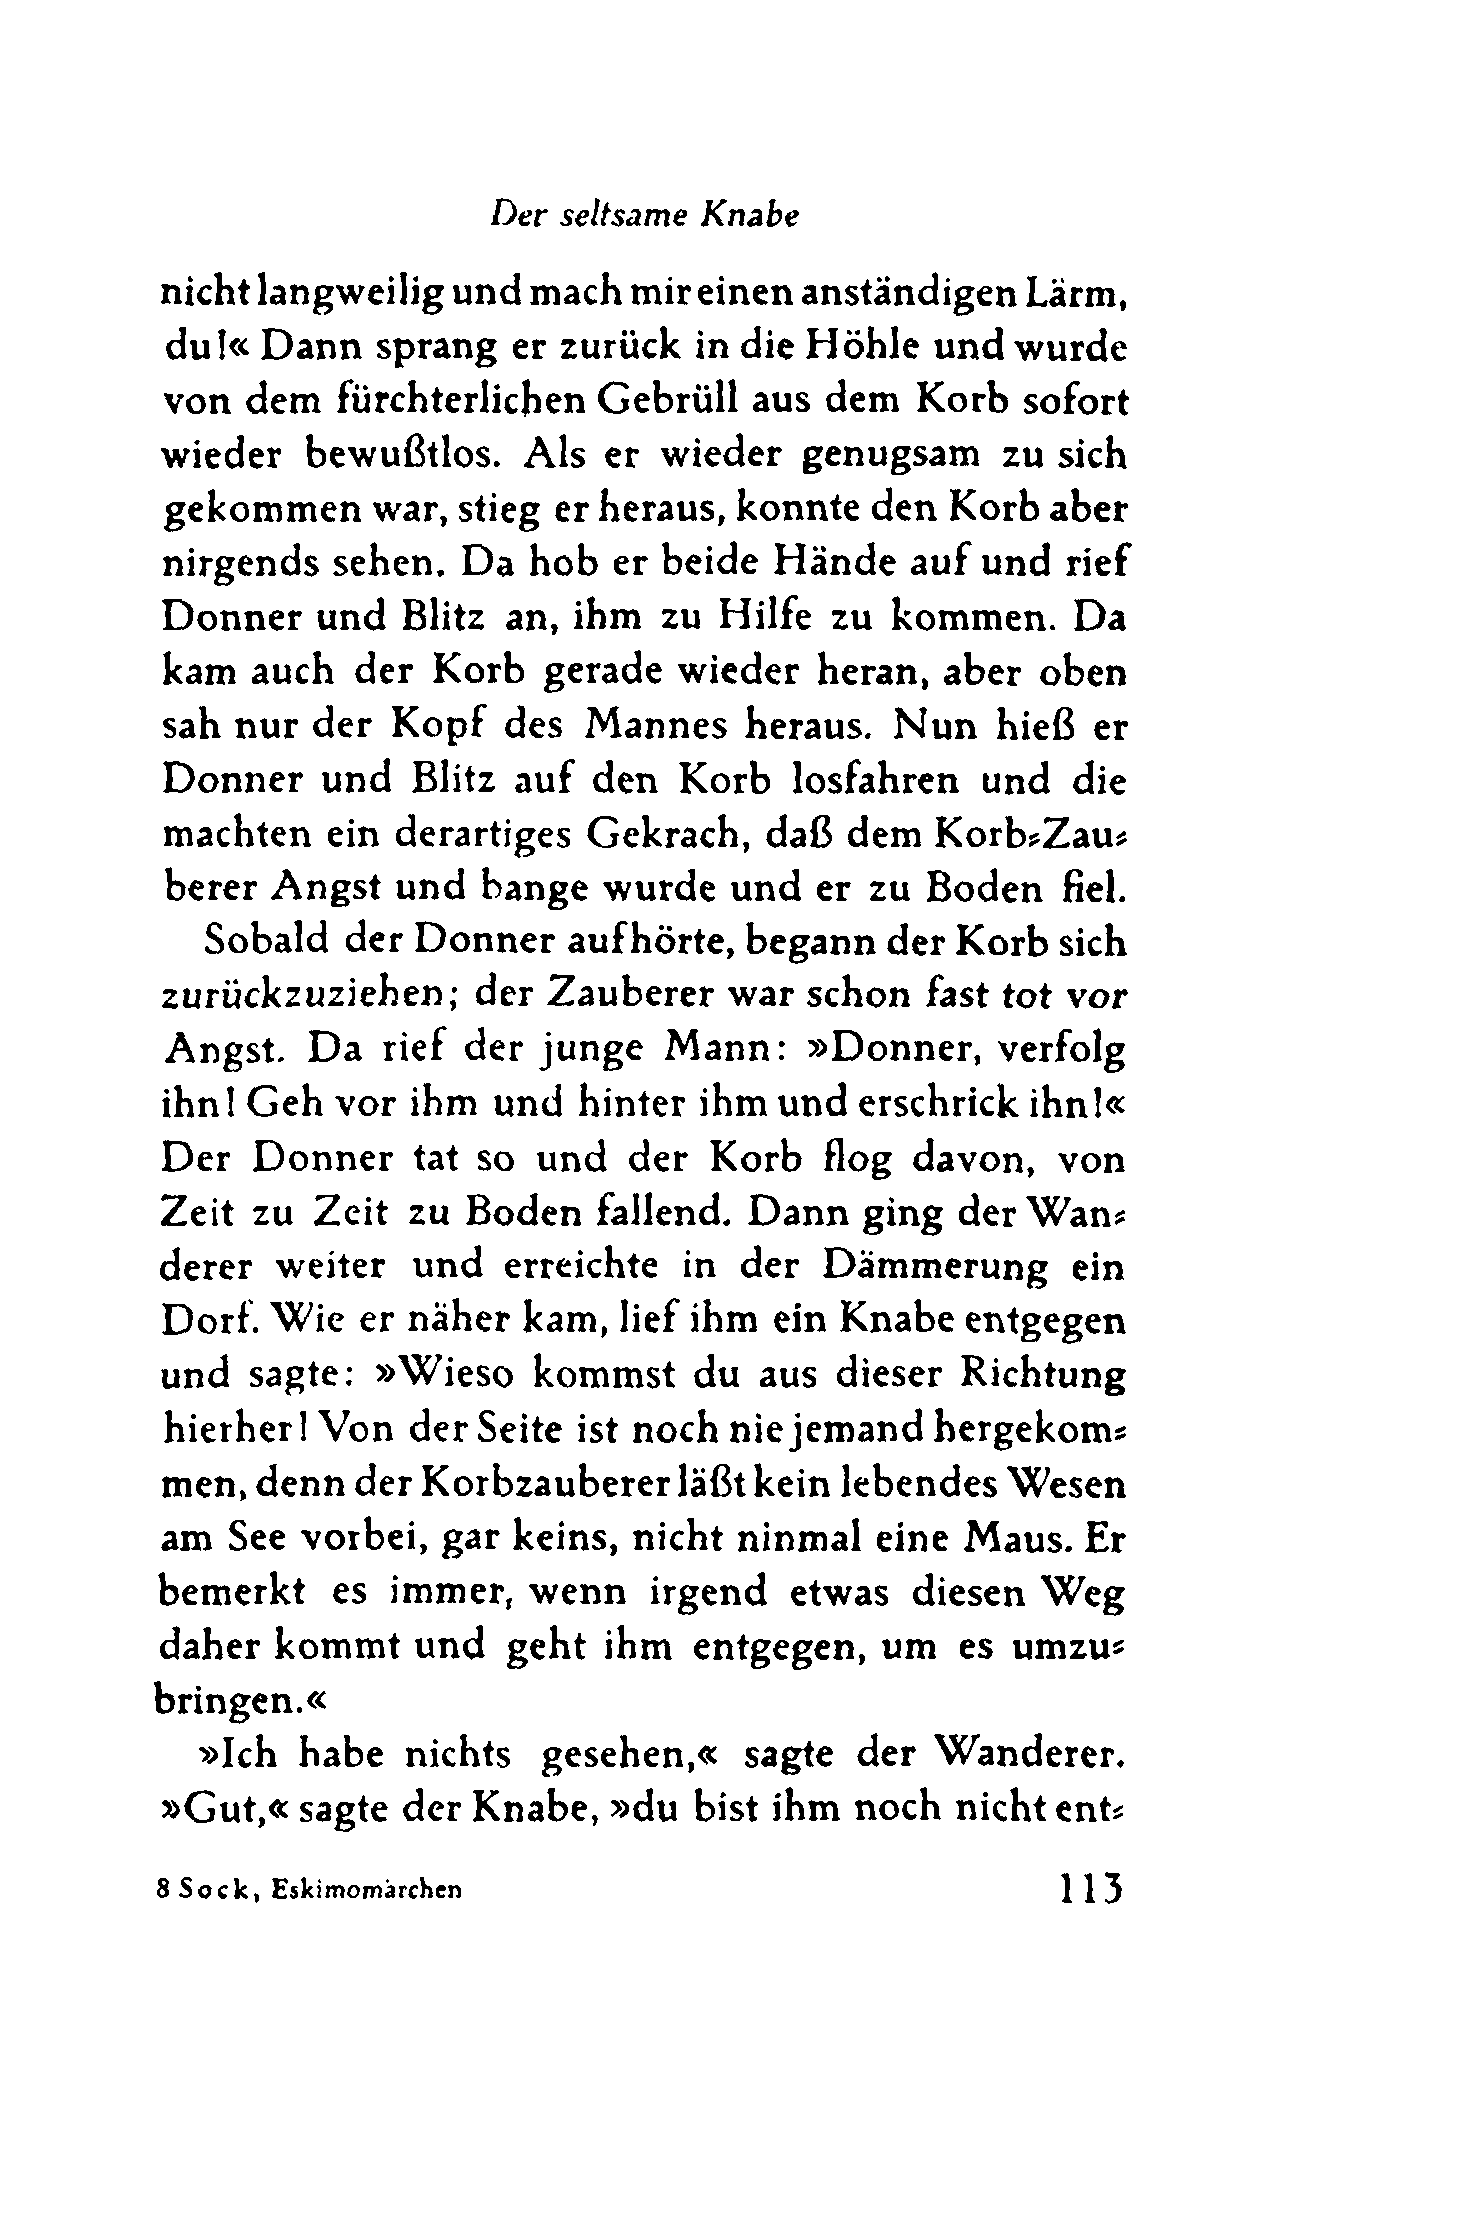 Der seltsame Knabe
nicht langweilig und mach mir einen anständigen Lärm,
du!« Dann sprang er zurück in die Höhle und wurde
von dem fürchterlichen Gebrüll aus dem Korb sofort
wieder bewußtlos. Als er wieder genugsam zu sich
gekommen war, stieg er heraus, konnte den Korb aber
nirgends sehen. Da hob er beide Hände auf und rief
Donner und Blitz an, ihm zu Hilfe zu kommen. Da
kam auch der Korb gerade wieder heran, aber oben
sah nur der Kopf des Mannes heraus. Nun hieß er
Donner und Blitz auf den Korb losfahren und die
machten ein derartiges Gekrach, daß dem Korb-Zau-
berer Angst und bange wurde und er zu Boden fiel.
Sobald der Donner aufhörte, begann der Korb sich
zurückzuziehen; der Zauberer war schon fast tot vor
Angst. Da rief der junge Mann: »Donner, verfolg
ihn! Geh vor ihm und hinter ihm und erschrick ihn!«
Der Donner tat so und der Korb flog davon, von
Zeit zu Zeit zu Boden fallend. Dann ging der Wan-
derer weiter und erreichte in der Dämmerung ein
Dorf. Wie er näher kam, lief ihm ein Knabe entgegen
und sagte: »Wieso kommst du aus dieser Richtung
hierher! Von der Seite ist noch nie jemand hergekom-
men, denn der Korbzauberer läßt kein lebendes Wesen
am See vorbei, gar keins, nicht ninmal eine Maus. Er
bemerkt es immer, wenn irgend etwas diesen Weg
daher kommt und geht ihm entgegen, um es umzu-
bringen.«
»Ich habe nichts gesehen,« sagte der Wanderer.
»Gut,« sagte der Knabe, »du bist ihm noch nicht ent-
8 Sock, Eskimomärchen 113